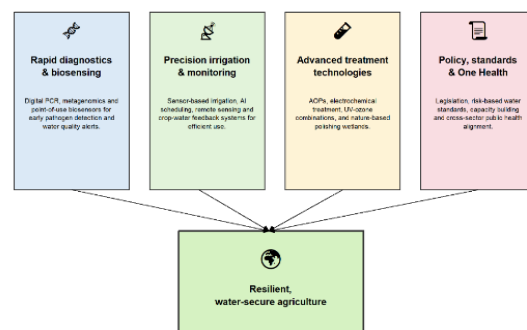 Rapid diagnostics
& biosensing
Digital PCR, metagenomics and
point-of-use biosensors for
early pathogen detection and
water quality alerts.
Precision irrigation
& monitoring
Sensor-based irrigation, AI
scheduling, remote sensing and
crop-water feedback systems for
efficient use.
Advanced treatment
technologies
AOPs, electrochemical
treatment, UV-ozone
combinations, and nature-based
polishing wetlands.
Policy, standards
& One Health
Legislation, risk-based water
standards, capacity building
and cross-sector public health
alignment.
Resilient,
water-secure agriculture